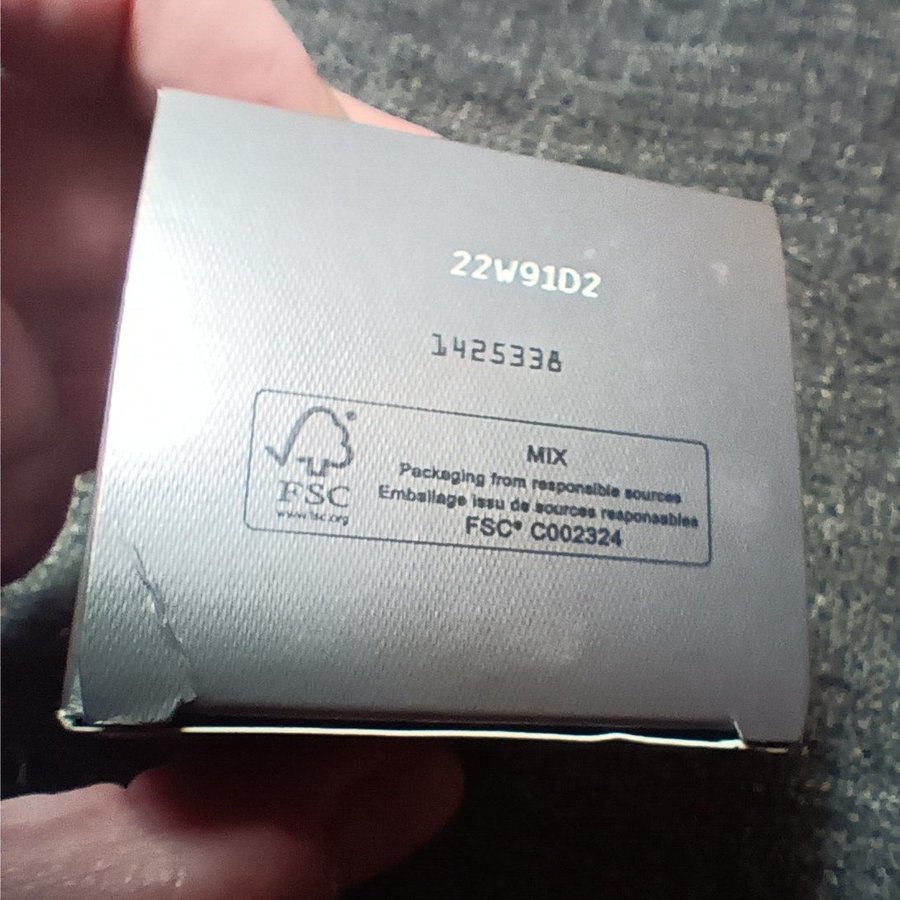 22W91D2
1425338
MIX
Packaging from responsible sources
Emballage issu de sources responsables
FSC® C002324
FSC
www.fsc.org